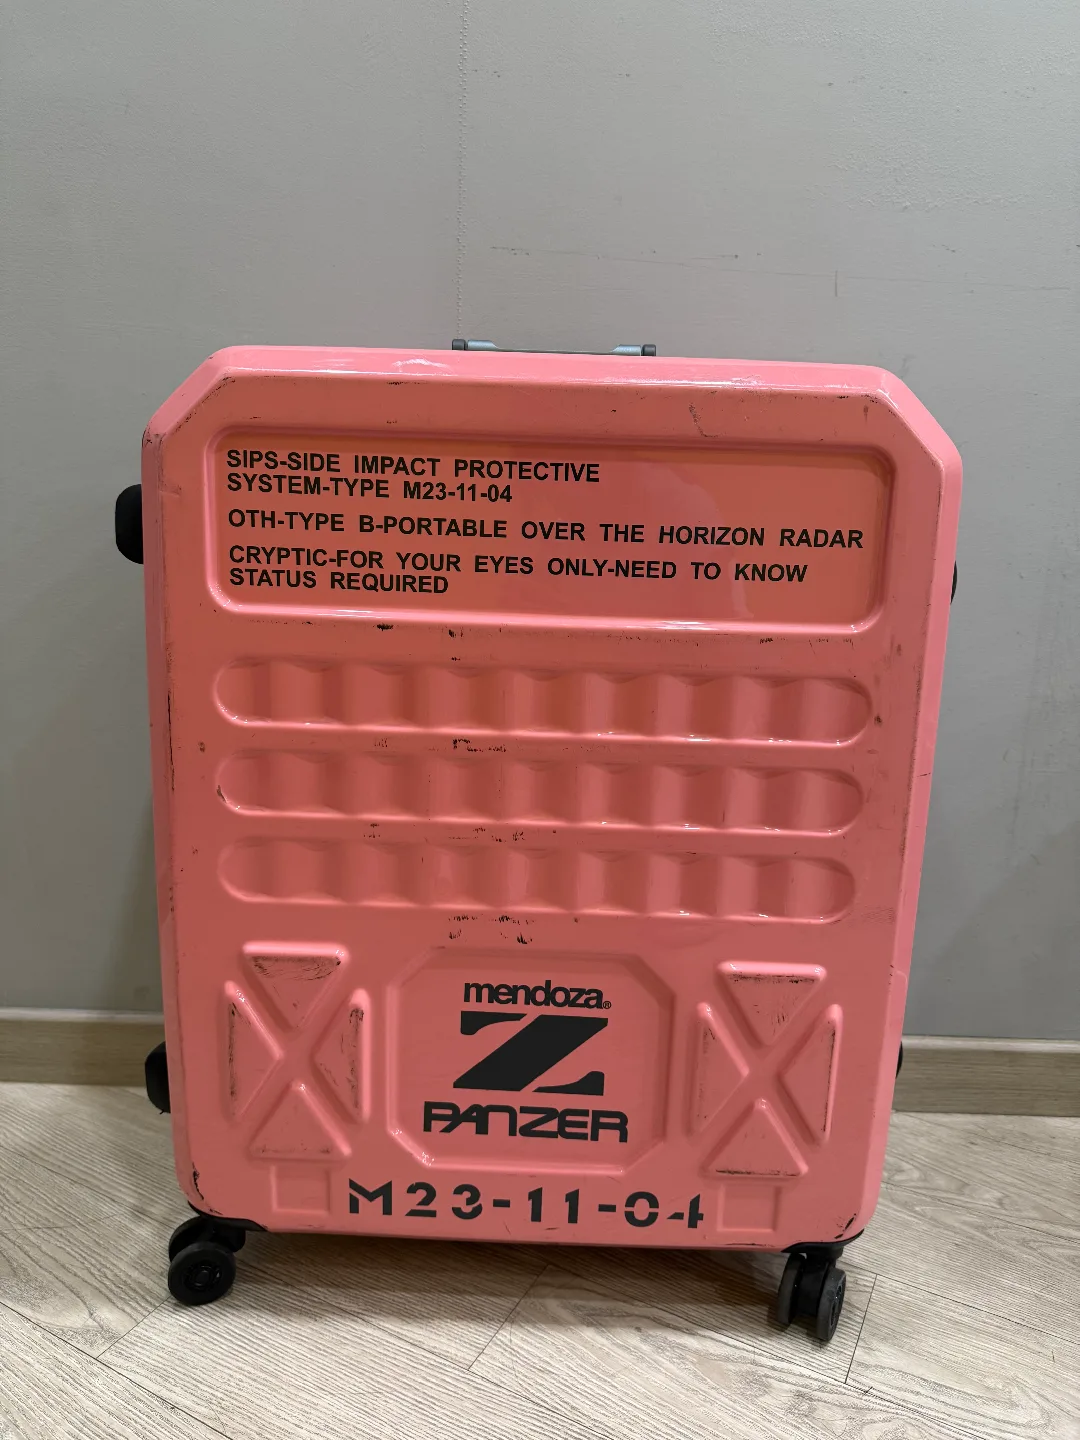 SIPS-SIDE IMPACT PROTECTIVE
SYSTEM-TYPE M23-11-04
OTH-TYPE B-PORTABLE OVER THE HORIZON RADAR
CRYPTIC-FOR YOUR EYES ONLY-NEED TO KNOW
STATUS REQUIRED
mendoza®
Z
PANZER
M23-11-04